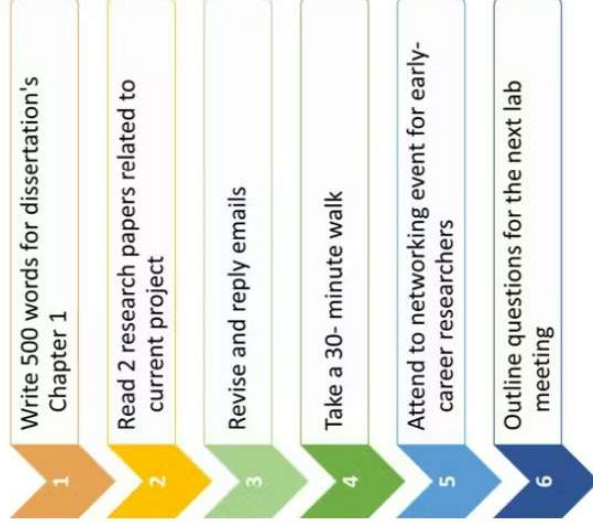 1
Write 500 words for dissertation's
Chapter 1
2
Read 2 research papers related to
current project
3
Revise and reply emails
4
Take a 30- minute walk
5
Attend to networking event for early-
career researchers
6
Outline questions for the next lab
meeting